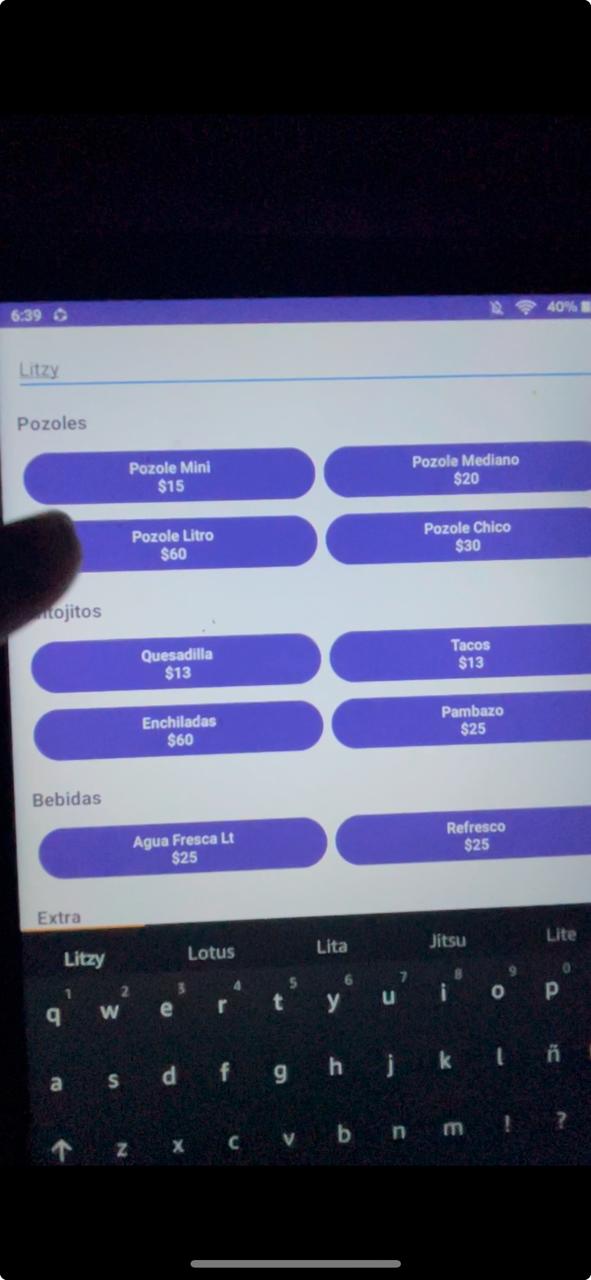 6:39 40%
Litzy
Pozoles
Pozole Mini
$15
Pozole Mediano
$20
Pozole Litro
$60
Pozole Chico
$30
tojitos
Quesadilla
$13
Tacos
$13
Enchiladas
$60
Pambazo
$25
Bebidas
Agua Fresca Lt
$25
Refresco
$25
Extra
Litzy Lotus Lita Jitsu Lite
1 2 3 4 5 6 7 8 9 0
q w e r t y u i o p
a s d f g h j k l ñ
z x c v b n m ! ?